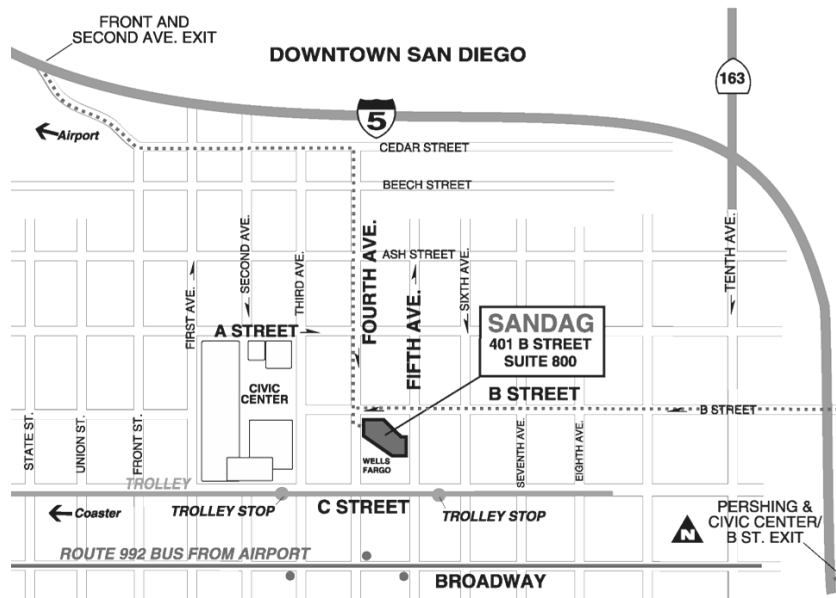 FRONT AND
SECOND AVE. EXIT
DOWNTOWN SAN DIEGO
163
5
Airport
CEDAR STREET
BEECH STREET
ASH STREET
FIRST AVE.
SECOND AVE.
THIRD AVE.
FOURTH AVE.
FIFTH AVE.
SIXTH AVE.
TENTH AVE.
A STREET
SANDAG
401 B STREET
SUITE 800
CIVIC
CENTER
B STREET
B STREET
STATE ST.
UNION ST.
FRONT ST.
WELLS
FARGO
SEVENTH AVE.
EIGHTH AVE.
TROLLEY
Coaster
TROLLEY STOP
C STREET
TROLLEY STOP
N
PERSHING &
CIVIC CENTER/
B ST. EXIT
ROUTE 992 BUS FROM AIRPORT
BROADWAY